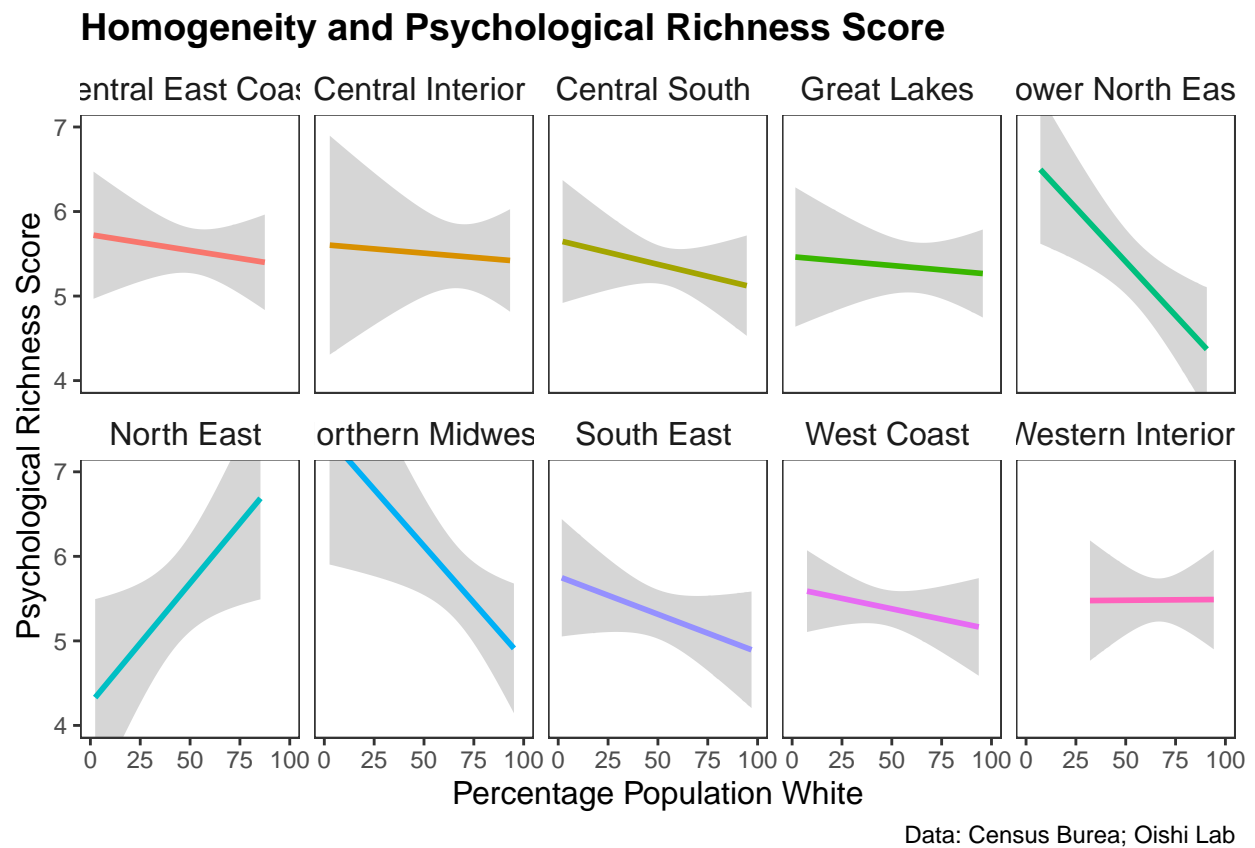 Homogeneity and Psychological Richness Score
entral East Coas
Central Interior
Central South
Great Lakes
ower North Eas
7
6
5
4
North East
orthern Midwes
South East
West Coast
Western Interior
7
6
5
4
0 25 50 75 100
0 25 50 75 100
0 25 50 75 100
0 25 50 75 100
0 25 50 75 100
Psychological Richness Score
Percentage Population White
Data: Census Burea; Oishi Lab